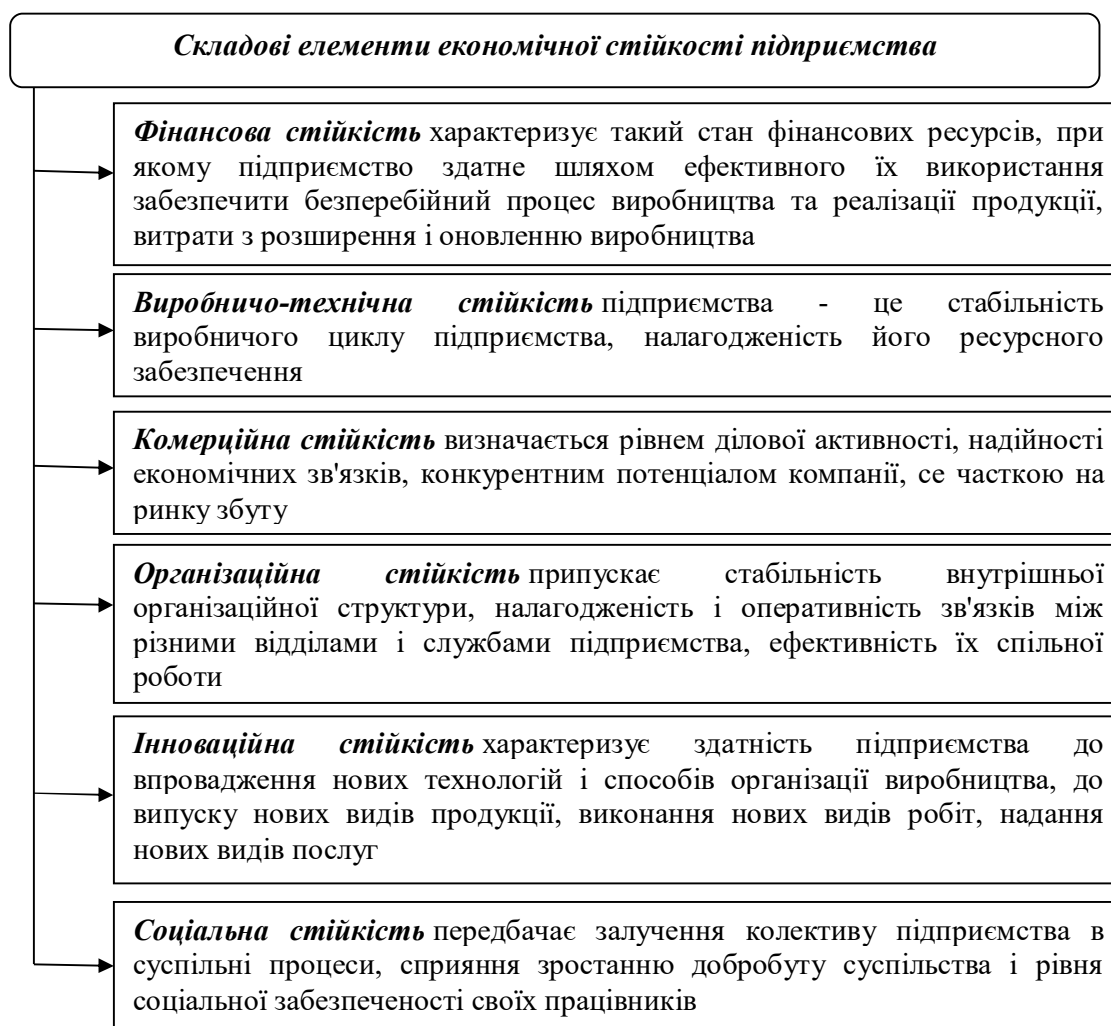 Складові елементи економічної стійкості підприємства
Фінансова стійкість характеризує такий стан фінансових ресурсів, при
якому підприємство здатне шляхом ефективного їх використання
забезпечити безперебійний процес виробництва та реалізації продукції,
витрати з розширення і оновленню виробництва
Виробничо-технічна стійкість підприємства - це стабільність
виробничого циклу підприємства, налагодженість його ресурсного
забезпечення
Комерційна стійкість визначається рівнем ділової активності, надійності
економічних зв'язків, конкурентним потенціалом компанії, се часткою на
ринку збуту
Організаційна стійкість припускає стабільність внутрішньої
організаційної структури, налагодженість і оперативність зв'язків між
різними відділами і службами підприємства, ефективність їх спільної
роботи
Інноваційна стійкість характеризує здатність підприємства до
впровадження нових технологій і способів організації виробництва, до
випуску нових видів продукції, виконання нових видів робіт, надання
нових видів послуг
Соціальна стійкість передбачає залучення колективу підприємства в
суспільні процеси, сприяння зростанню добробуту суспільства і рівня
соціальної забезпеченості своїх працівників